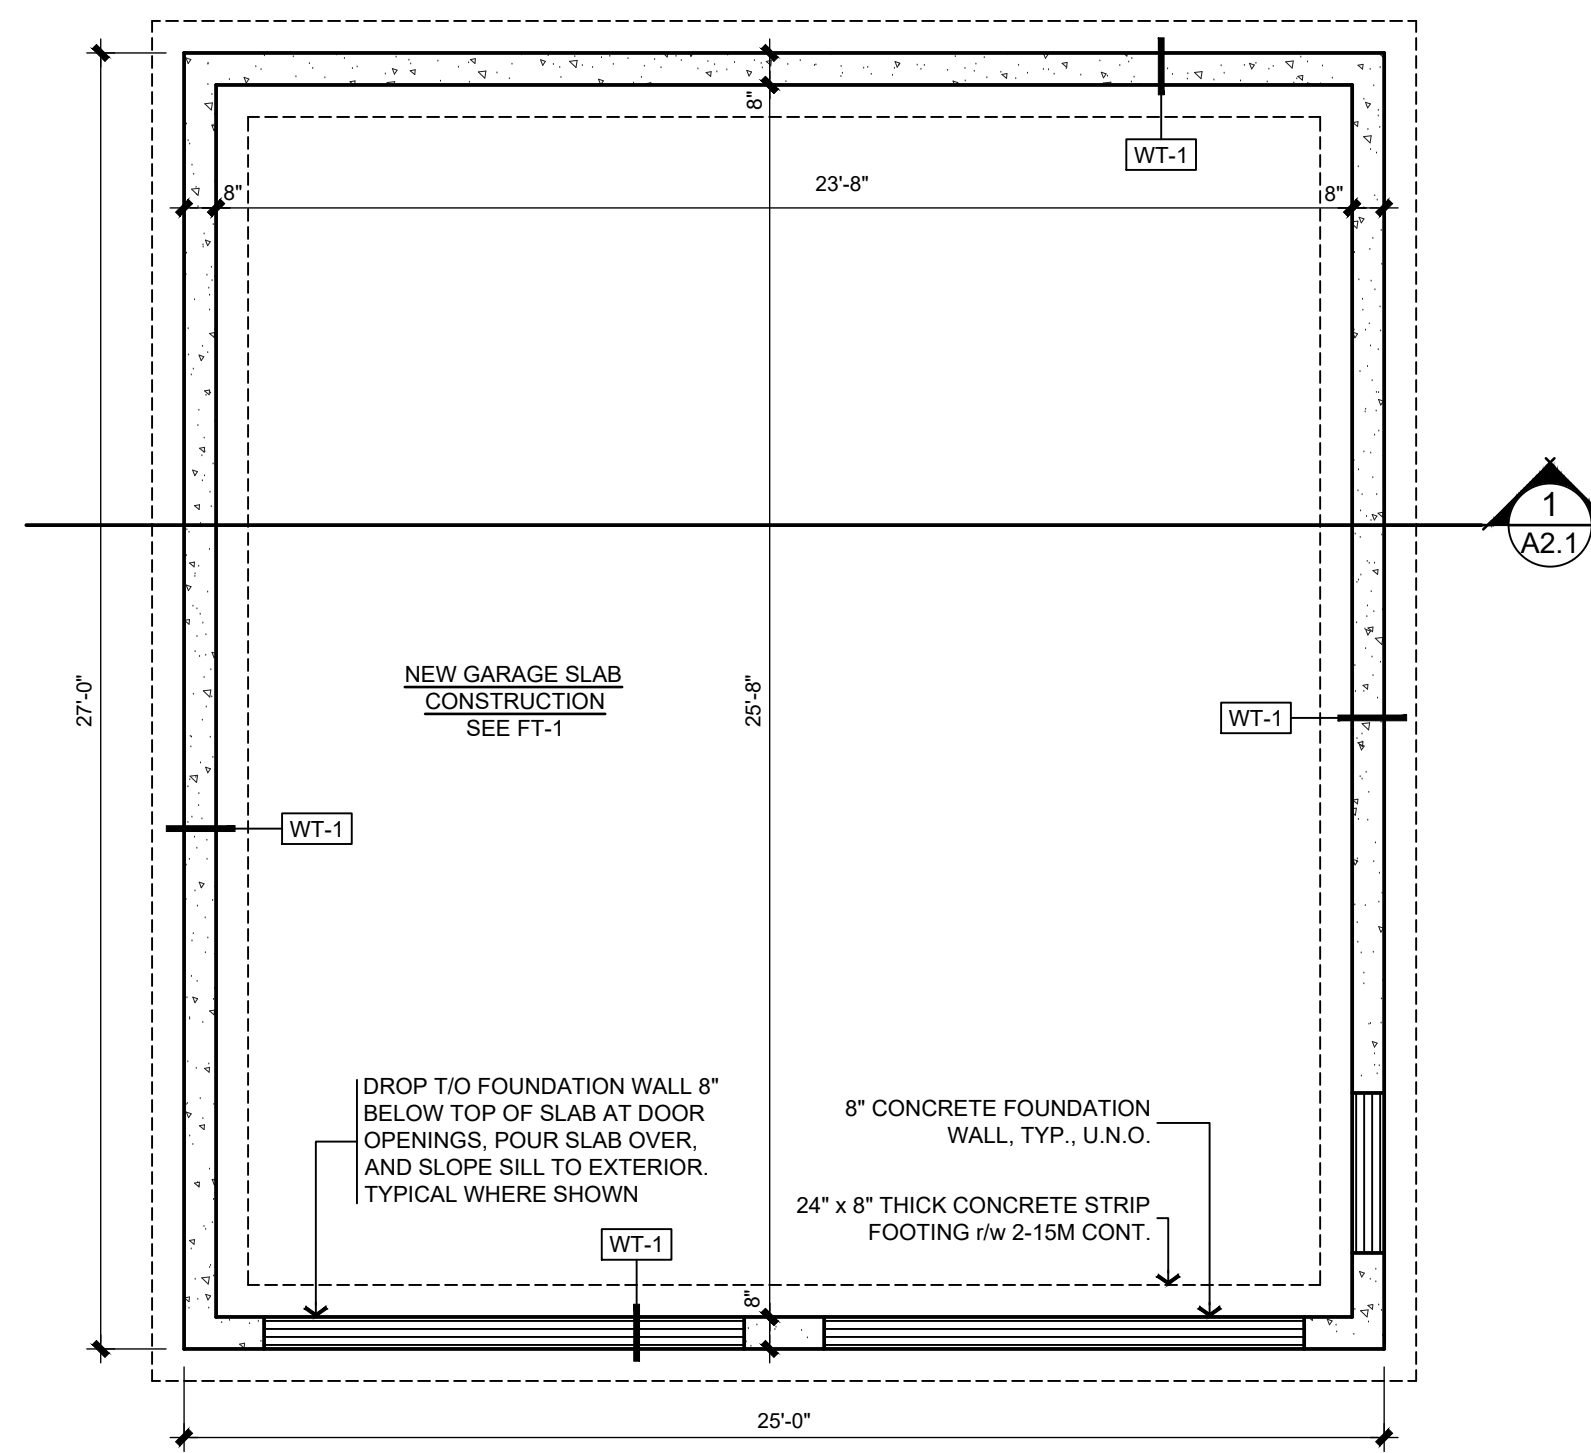 8"
WT-1
8"
23'-8"
8"
1
A2.1
27'-0"
NEW GARAGE SLAB
CONSTRUCTION
SEE FT-1
25'-8"
WT-1
WT-1
DROP T/O FOUNDATION WALL 8"
BELOW TOP OF SLAB AT DOOR
OPENINGS, POUR SLAB OVER,
AND SLOPE SILL TO EXTERIOR.
TYPICAL WHERE SHOWN
8" CONCRETE FOUNDATION
WALL, TYP., U.N.O.
24" x 8" THICK CONCRETE STRIP
FOOTING r/w 2-15M CONT.
WT-1
8"
25'-0"